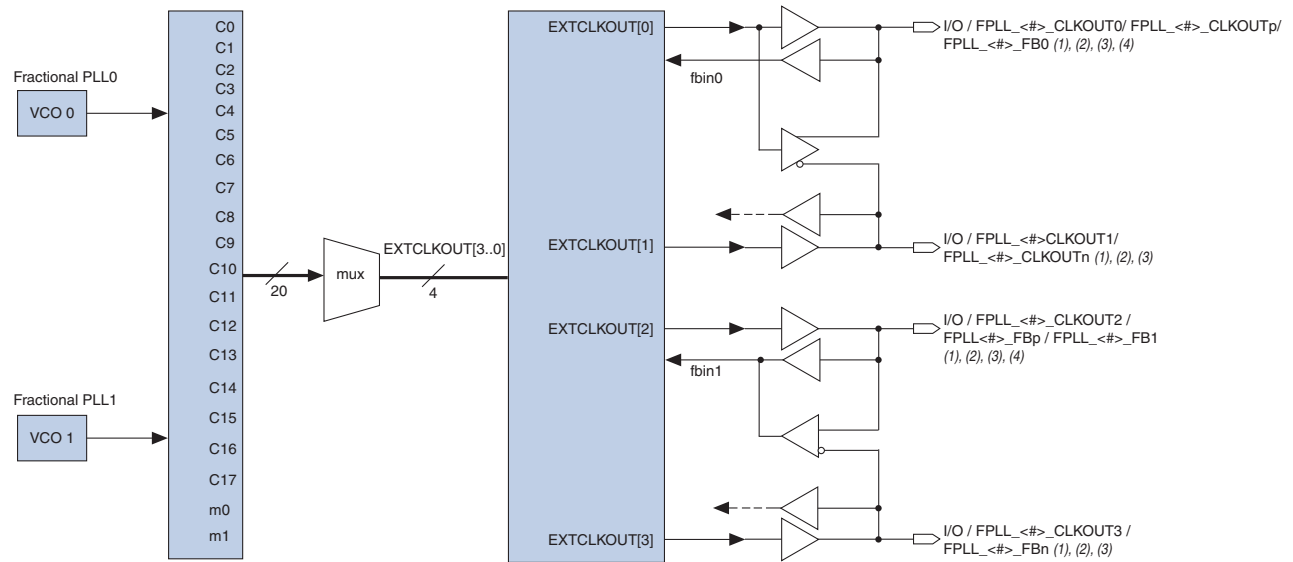 Fractional PLL0
VCO 0
Fractional PLL1
VCO 1
C0
C1
C2
C3
C4
C5
C6
C7
C8
C9
C10
C11
C12
C13
C14
C15
C16
C17
m0
m1
20
mux
EXTCLKOUT[3..0]
4
EXTCLKOUT[0]
fbin0
EXTCLKOUT[1]
EXTCLKOUT[2]
fbin1
EXTCLKOUT[3]
I/O / FPLL_<#>_CLKOUT0/ FPLL_<#>_CLKOUTp/
FPLL_<#>_FB0 (1), (2), (3), (4)
I/O / FPLL_<#>CLKOUT1/
FPLL_<#>_CLKOUTn (1), (2), (3)
I/O / FPLL_<#>_CLKOUT2 /
FPLL<#>_FBp / FPLL_<#>_FB1
(1), (2), (3), (4)
I/O / FPLL_<#>_CLKOUT3 /
FPLL_<#>_FBn (1), (2), (3)